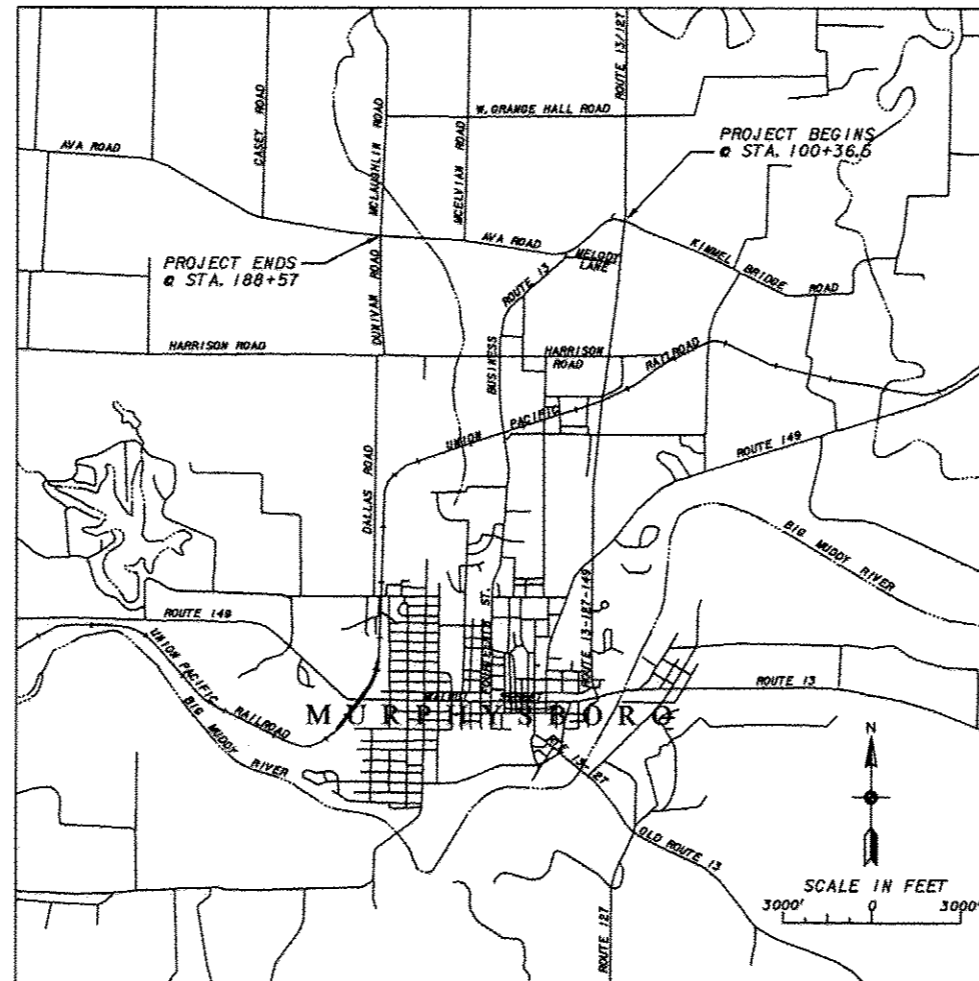 ROUTE 13/127
CASEY ROAD
MCLAUGHLIN ROAD
W. GRANGE HALL ROAD
MCELVIAN ROAD
AVA ROAD
PROJECT BEGINS
@ STA. 100+36.6
AVA ROAD
MELODY
LANE
KIMMEL
BRIDGE
ROAD
PROJECT ENDS
@ STA. 188+57
DUNIVAN ROAD
ROUTE 13
BUSINESS
HARRISON ROAD
HARRISON
ROAD
RAILROAD
PACIFIC
UNION
ROUTE 149
DALLAS ROAD
BIG MUDDY
RIVER
ROUTE 149
FOURTEENTH ST.
ROUTE 13-127-149
UNION PACIFIC
RAILROAD
WALNUT
STREET
ROUTE 13
MURPHYSBORO
BIG MUDDY
RIVER
RTE 13-127
N
OLD ROUTE 13
SCALE IN FEET
3000' 0 3000'
ROUTE 127